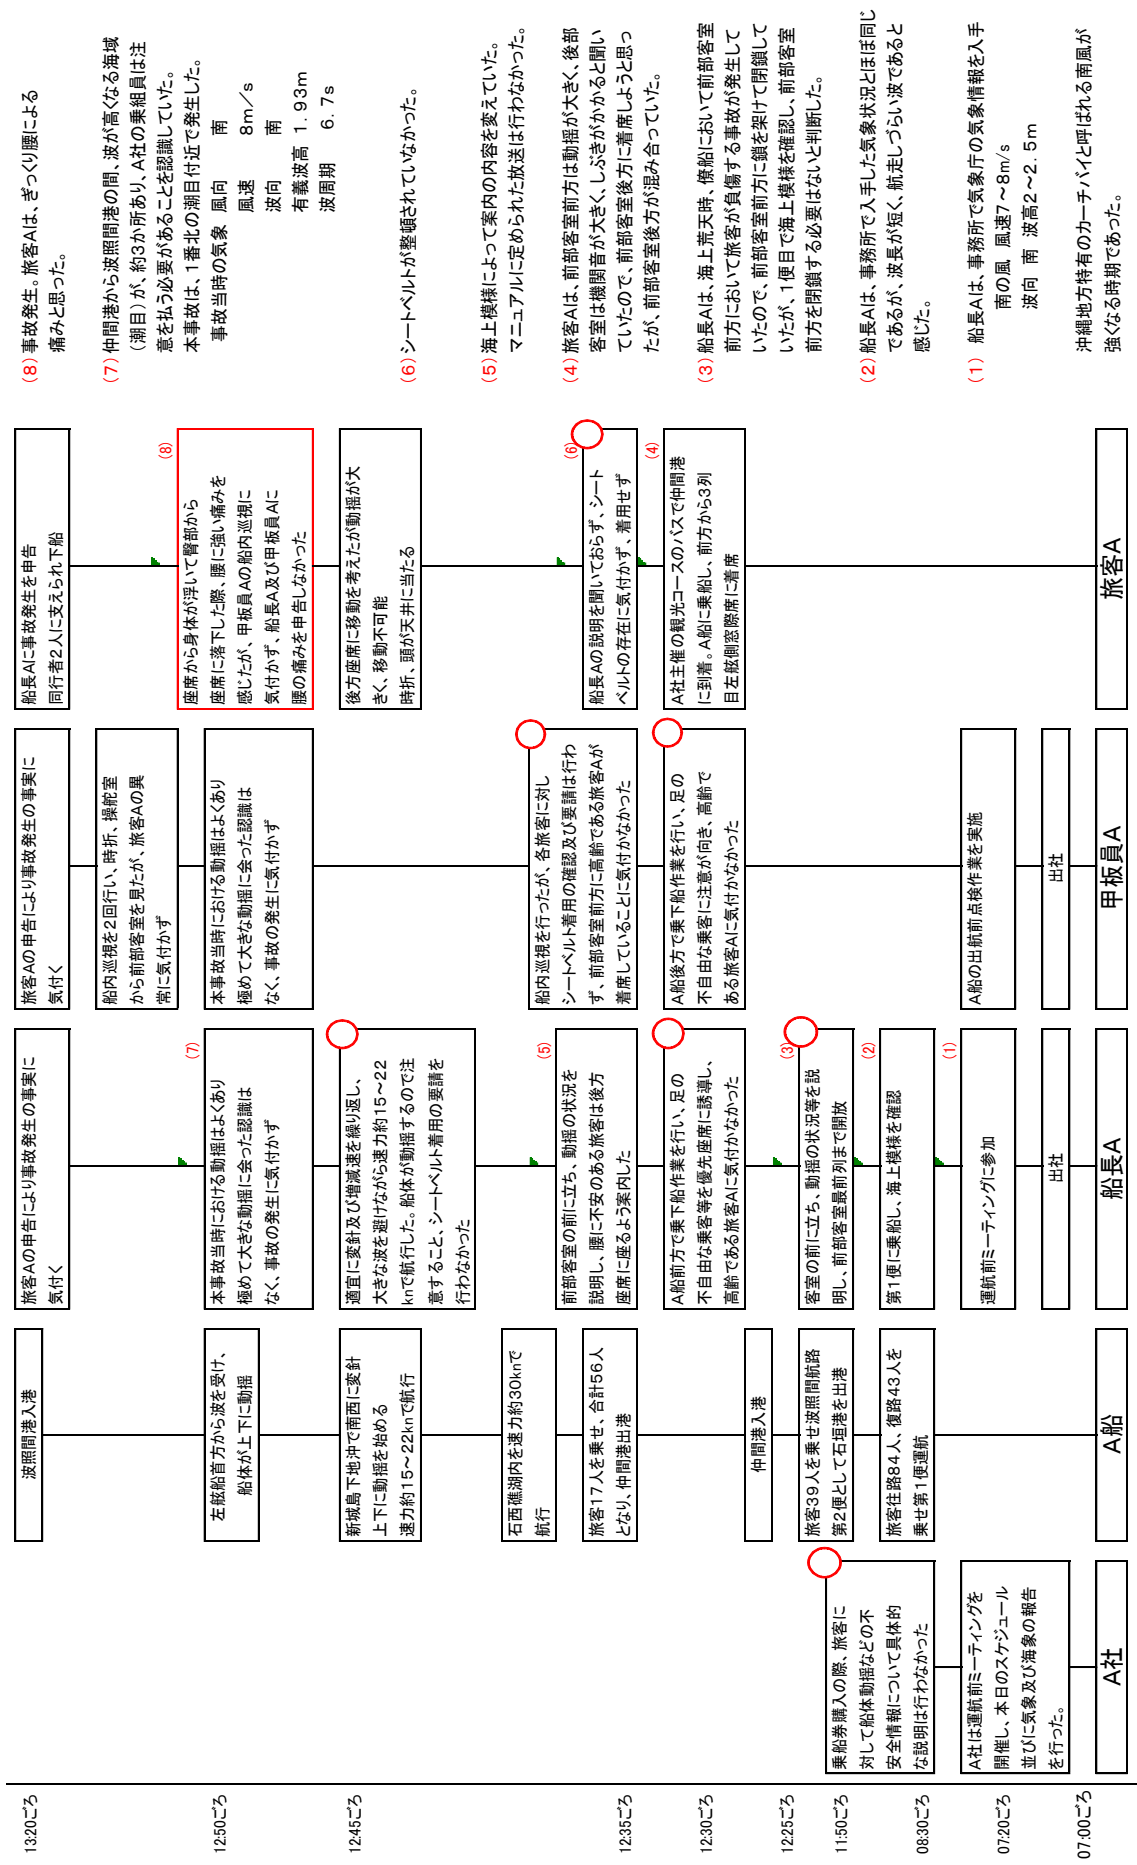 13:20ごろ
12:50ごろ
12:45ごろ
12:35ごろ
12:30ごろ
12:25ごろ
11:50ごろ
08:30ごろ
07:20ごろ
07:00ごろ
乗船券購入の際、旅客に
対して船体動揺などの不
安全情報について具体的
な説明は行わなかった
A社は運航前ミーティングを
開催し、本日のスケジュール
並びに気象及び海象の報告
を行った。
A社
波照間港入港
左舷船首方から波を受け、
船体が上下に動揺
新城島下地沖で南西に変針
上下に動揺を始める
速力約15~22knで航行
石西礁湖内を速力約30knで
航行
旅客17人を乗せ、合計56人
となり、仲間港出港
仲間港入港
旅客39人を乗せ波照間航路
第2便として石垣港を出港
旅客往路84人、復路43人を
乗せ第1便運航
A船
旅客Aの申告により事故発生の事実に
気付く
(7)
本事故当時における動揺はよくあり
極めて大きな動揺に会った認識は
なく、事故の発生に気付かず
適宜に変針及び増減速を繰り返し、
大きな波を避けながら速力約15~22
knで航行した。船体が動揺するので注
意すること、シートベルト着用の要請を
行わなかった
(5)
前部客室の前に立ち、動揺の状況を
説明し、腰に不安のある旅客は後方
座席に座るよう案内した
A船前方で乗下船作業を行い、足の
不自由な乗客等を優先座席に誘導し、
高齢である旅客Aに気付かなかった
(3)
客室の前に立ち、動揺の状況等を説
明し、前部客室最前列まで開放
(2)
第1便に乗船し、海上模様を確認
(1)
運航前ミーティングに参加
出社
船長A
旅客Aの申告により事故発生の事実に
気付く
船内巡視を2回行い、時折、操舵室
から前部客室を見たが、旅客Aの異
常に気付かず
本事故当時における動揺はよくあり
極めて大きな動揺に会った認識は
なく、事故の発生に気付かず
船内巡視を行ったが、各旅客に対し
シートベルト着用の確認及び要請は行わ
ず、前部客室前方に高齢である旅客Aが
着席していることに気付かなかった
A船後方で乗下船作業を行い、足の
不自由な乗客に注意が向き、高齢で
ある旅客Aに気付かなかった
A船の出航前点検作業を実施
出社
甲板員A
船長Aに事故発生を申告
同行者2人に支えられ下船
(8)
座席から身体が浮いて臀部から
座席に落下した際、腰に強い痛みを
感じたが、甲板員Aの船内巡視に
気付かず、船長A及び甲板員Aに
腰の痛みを申告しなかった
後方座席に移動を考えたが動揺が大
きく、移動不可能
時折、頭が天井に当たる
(6)
船長Aの説明を聞いておらず、シート
ベルトの存在に気付かず、着用せず
(4)
A社主催の観光コースのバスで仲間港
に到着。A船に乗船し、前方から3列
目左舷側窓際席に着席
旅客A
(8) 事故発生。旅客Aは、ぎっくり腰による
痛みと思った。
(7) 仲間港から波照間港の間、波が高くなる海域
(潮目)が、約3か所あり、A社の乗組員は注
意を払う必要があることを認識していた。
本事故は、1番北の潮目付近で発生した。
事故当時の気象 風向 南
風速 8m/s
波向 南
有義波高 1.93m
波周期 6.7s
(6) シートベルトが整頓されていなかった。
(5) 海上模様によって案内の内容を変えていた。
マニュアルに定められた放送は行わなかった。
(4) 旅客Aは、前部客室前方は動揺が大きく、後部
客室は機関音が大きく、しぶきがかかると聞い
ていたので、前部客室後方に着席しようと思っ
たが、前部客室後方が混み合っていた。
(3) 船長Aは、海上荒天時、僚船において前部客室
前方において旅客が負傷する事故が発生して
いたので、前部客室前方に鎖を架けて閉鎖して
いたが、1便目で海上模様を確認し、前部客室
前方を閉鎖する必要はないと判断した。
(2) 船長Aは、事務所で入手した気象状況とほぼ同じ
であるが、波長が短く、航走しづらい波であると
感じた。
(1) 船長Aは、事務所で気象庁の気象情報を入手
南の風 風速7~8m/s
波向 南 波高2~2.5m
沖縄地方特有のカーチバイと呼ばれる南風が
強くなる時期であった。